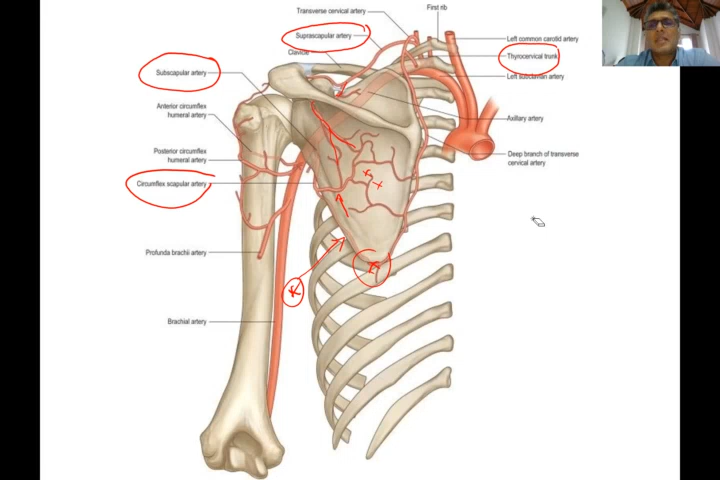 First rib
Transverse cervical artery
Suprascapular artery
Left common carotid artery
Clavicle
Thyrocervical trunk
Subscapular artery
Left subclavian artery
Anterior circumflex
humeral artery
Axillary artery
Posterior circumflex
humeral artery
Deep branch of transverse
cervical artery
Circumflex scapular artery
Profunda brachii artery
Brachial artery